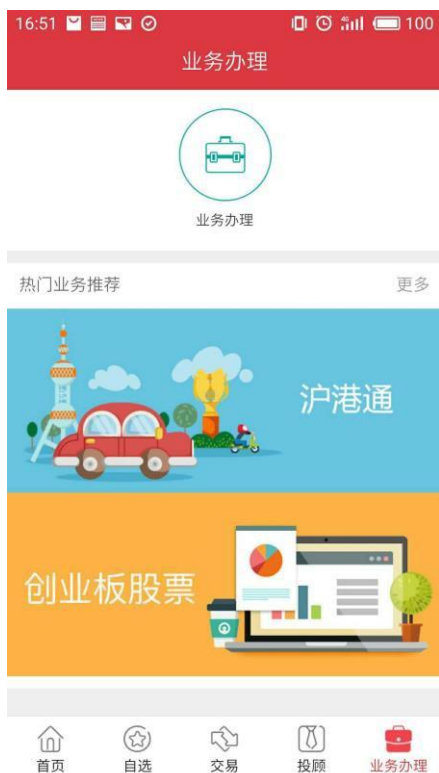 16:51
4G 100
业务办理
业务办理
热门业务推荐 更多
沪港通
创业板股票
首页 自选 交易 投顾 业务办理